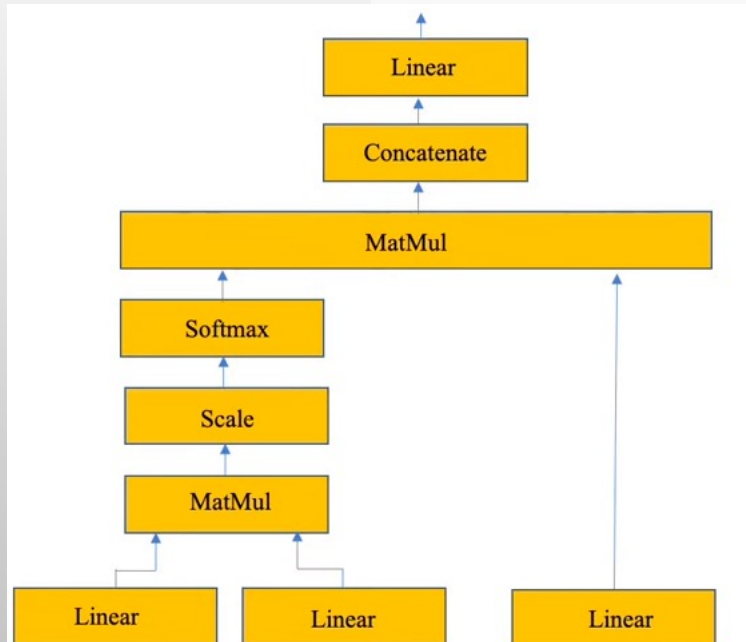 Linear
Concatenate
MatMul
Softmax
Scale
MatMul
Linear
Linear
Linear